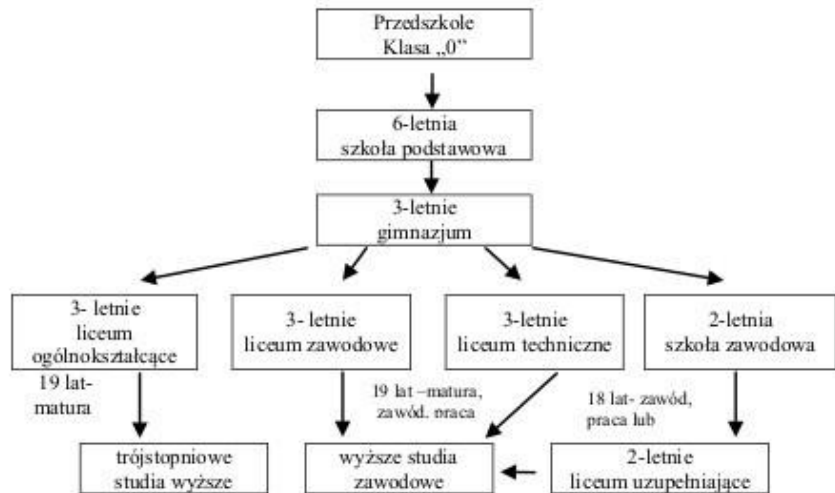 Przedszkole
Klasa „0”
6-letnia
szkoła podstawowa
3-letnie
gimnazjum
3- letnie
liceum
ogólnokształcące
3- letnie
liceum zawodowe
3-letnie
liceum techniczne
2-letnia
szkoła zawodowa
19 lat-
matura
19 lat –matura,
zawód, praca
18 lat- zawód,
praca lub
trójstopniowe
studia wyższe
wyższe studia
zawodowe
2-letnie
liceum uzupełniające